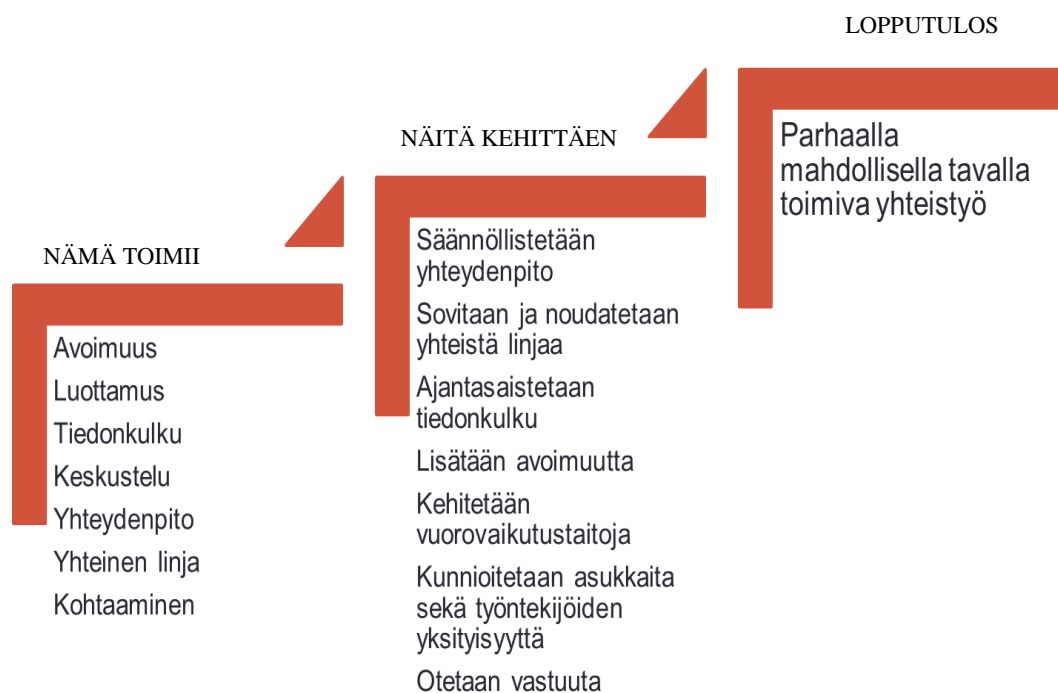 NÄMÄ TOIMII
Avoimuus
Luottamus
Tiedonkulku
Keskustelu
Yhteydenpito
Yhteinen linja
Kohtaaminen
NÄITÄ KEHITTÄEN
Säännöllistetään
yhteydenpito
Sovitaan ja noudatetaan
yhteistä linjaa
Ajantasaistetaan
tiedonkulku
Lisätään avoimuutta
Kehitetään
vuorovaikutustaitoja
Kunnioitetaan asukkaita
sekä työntekijöiden
yksityisyyttä
Otetaan vastuuta
LOPPUTULOS
Parhaalla
mahdollisella tavalla
toimiva yhteistyö